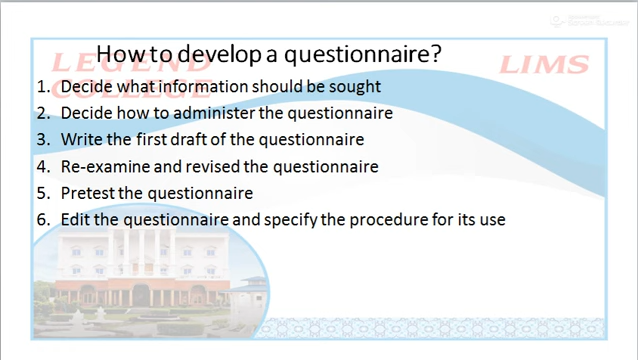 How to develop a questionnaire?
LEGEND
COLLEGE
LIMS
1. Decide what information should be sought
2. Decide how to administer the questionnaire
3. Write the first draft of the questionnaire
4. Re-examine and revised the questionnaire
5. Pretest the questionnaire
6. Edit the questionnaire and specify the procedure for its use